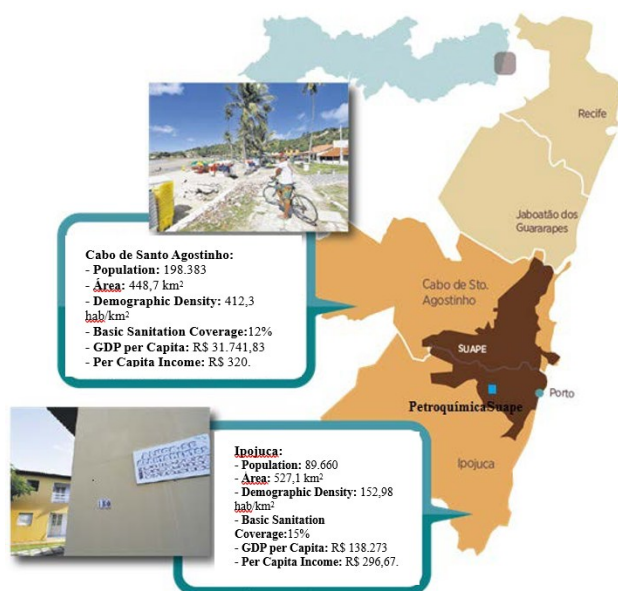 Recife
Jaboatão dos
Guararapes
Cabo de Santo Agostinho:
- Population: 198.383
- Área: 448,7 km²
- Demographic Density: 412,3
hab/km²
- Basic Sanitation Coverage:12%
- GDP per Capita: R$ 31.741,83
- Per Capita Income: R$ 320.
Cabo de Sto.
Agostinho
SUAPE
Porto
PetroquímicaSuape
Ipojuca
Ipojuca:
- Population: 89.660
- Área: 527,1 km²
- Demographic Density: 152,98
hab/km²
- Basic Sanitation
Coverage:15%
- GDP per Capita: R$ 138.273
- Per Capita Income: R$ 296,67.